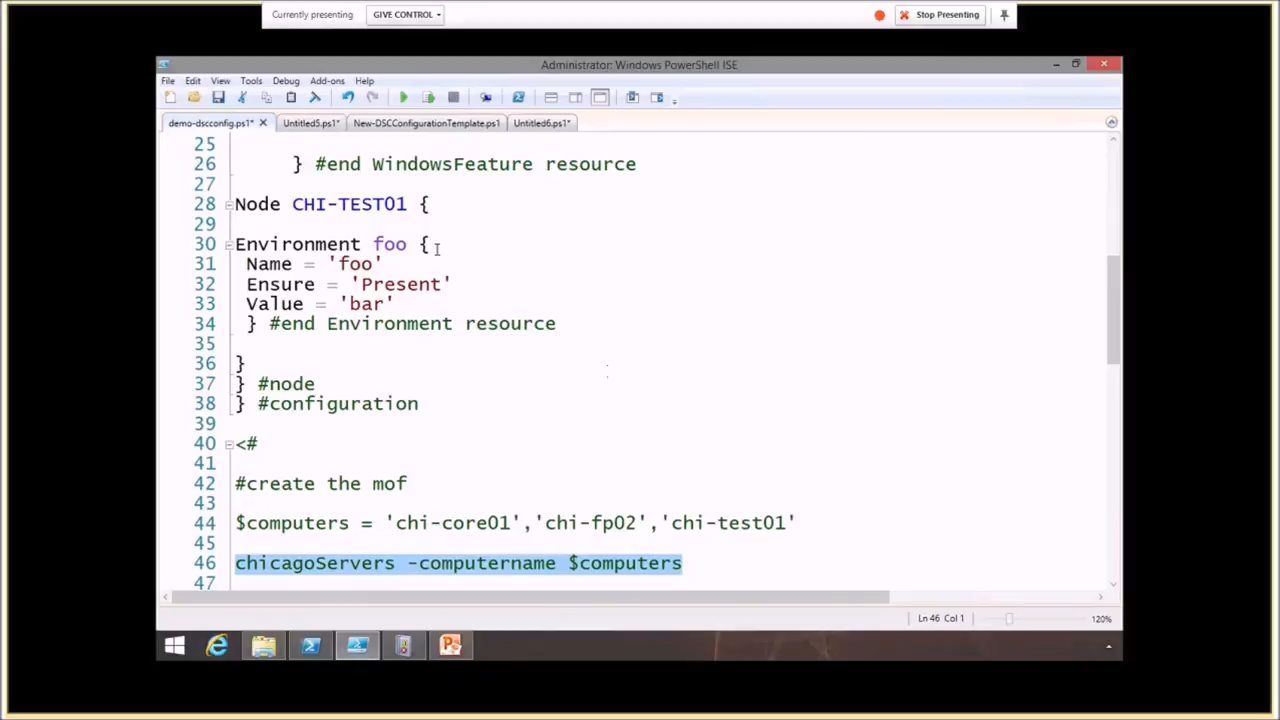 Currently presenting GIVE CONTROL Stop Presenting
Administrator: Windows PowerShell ISE
File Edit View Tools Debug Add-ons Help
demo-dscconfig.ps1* Untitled5.ps1* New-DSCConfigurationTemplate.ps1 Untitled6.ps1*
25
26 } #end WindowsFeature resource
27
28 Node CHI-TEST01 {
29
30 Environment foo {
31 Name = 'foo'
32 Ensure = 'Present'
33 Value = 'bar'
34 } #end Environment resource
35
36 }
37 } #node
38 } #configuration
39
40 <#
41
42 #create the mof
43
44 $computers = 'chi-core01','chi-fp02','chi-test01'
45
46 chicagoServers -computername $computers
47
Ln 46 Col 1 120%